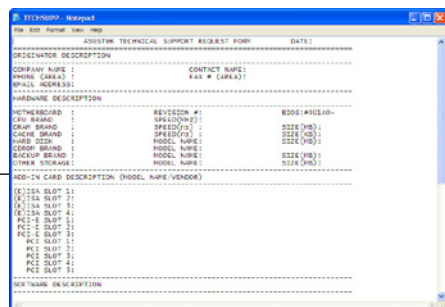 TECHSUPP - Notepad
File Edit Format View Help
ASUSTEK TECHNICAL SUPPORT REQUEST FORM DATE:
ORIGINATOR DESCRIPTION
COMPANY NAME : CONTACT NAME:
PHONE (AREA) : FAX # (AREA):
EMAIL ADDRESS:
HARDWARE DESCRIPTION
MOTHERBOARD : REVISION #: BIOS:#0614O-
CPU BRAND : SPEED(MHz):
DRAM BRAND : SPEED(ns) : SIZE(MB):
CACHE BRAND : SPEED(ns) : SIZE(KB):
HARD DISK : MODEL NAME: SIZE(MB):
CDROM BRAND : MODEL NAME:
BACKUP BRAND : MODEL NAME: SIZE(MB):
OTHER STORAGE: MODEL NAME: SIZE(MB):
ADD-IN CARD DESCRIPTION (MODEL NAME/VENDOR)
(E)ISA SLOT 1:
(E)ISA SLOT 2:
(E)ISA SLOT 3:
(E)ISA SLOT 4:
PCI-E SLOT 1:
PCI-E SLOT 2:
PCI-E SLOT 3:
PCI SLOT 1:
PCI SLOT 2:
PCI SLOT 3:
PCI SLOT 4:
PCI SLOT 5:
SOFTWARE DESCRIPTION